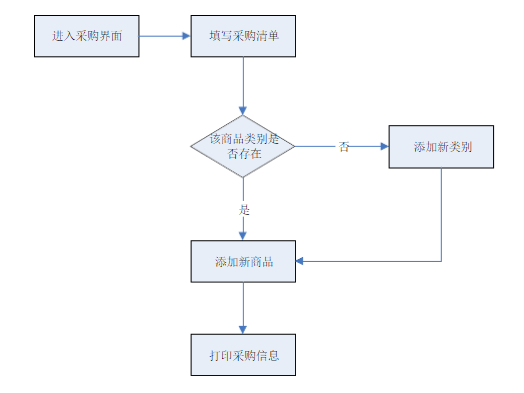 进入采购界面
填写采购清单
该商品类别是
否存在
否
添加新类别
是
添加新商品
打印采购信息